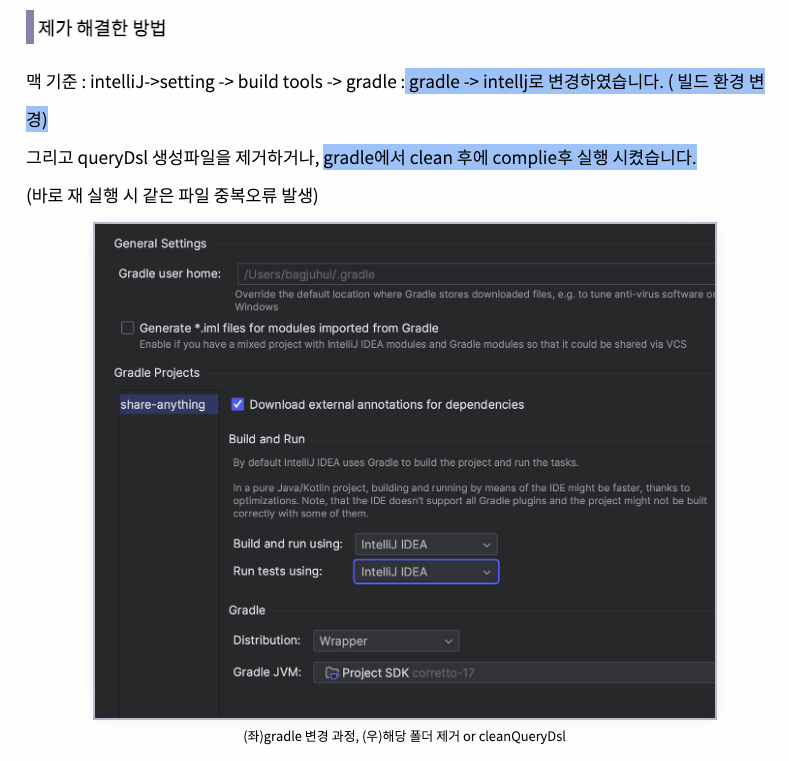 제가 해결한 방법
맥 기준 : intelliJ->setting -> build tools -> gradle : gradle -> intellj로 변경하였습니다. ( 빌드 환경 변
경)
그리고 queryDsl 생성파일을 제거하거나, gradle에서 clean 후에 complie후 실행 시켰습니다.
(바로 재 실행 시 같은 파일 중복오류 발생)
General Settings
Gradle user home: /Users/bagjuhui/.gradle
Override the default location where Gradle stores downloaded files, e.g. to tune anti-virus software or
Windows
Generate *.iml files for modules imported from Gradle
Enable if you have a mixed project with IntelliJ IDEA modules and Gradle modules so that it could be shared via VCS
Gradle Projects
share-anything
Download external annotations for dependencies
Build and Run
By default IntelliJ IDEA uses Gradle to build the project and run the tasks.
In a pure Java/Kotlin project, building and running by means of the IDE might be faster, thanks to
optimizations. Note, that the IDE doesn't support all Gradle plugins and the project might not be built
correctly with some of them.
Build and run using: IntelliJ IDEA
Run tests using: IntelliJ IDEA
Gradle
Distribution: Wrapper
Gradle JVM: Project SDK corretto-17
(좌)gradle 변경 과정, (우)해당 폴더 제거 or cleanQueryDsl